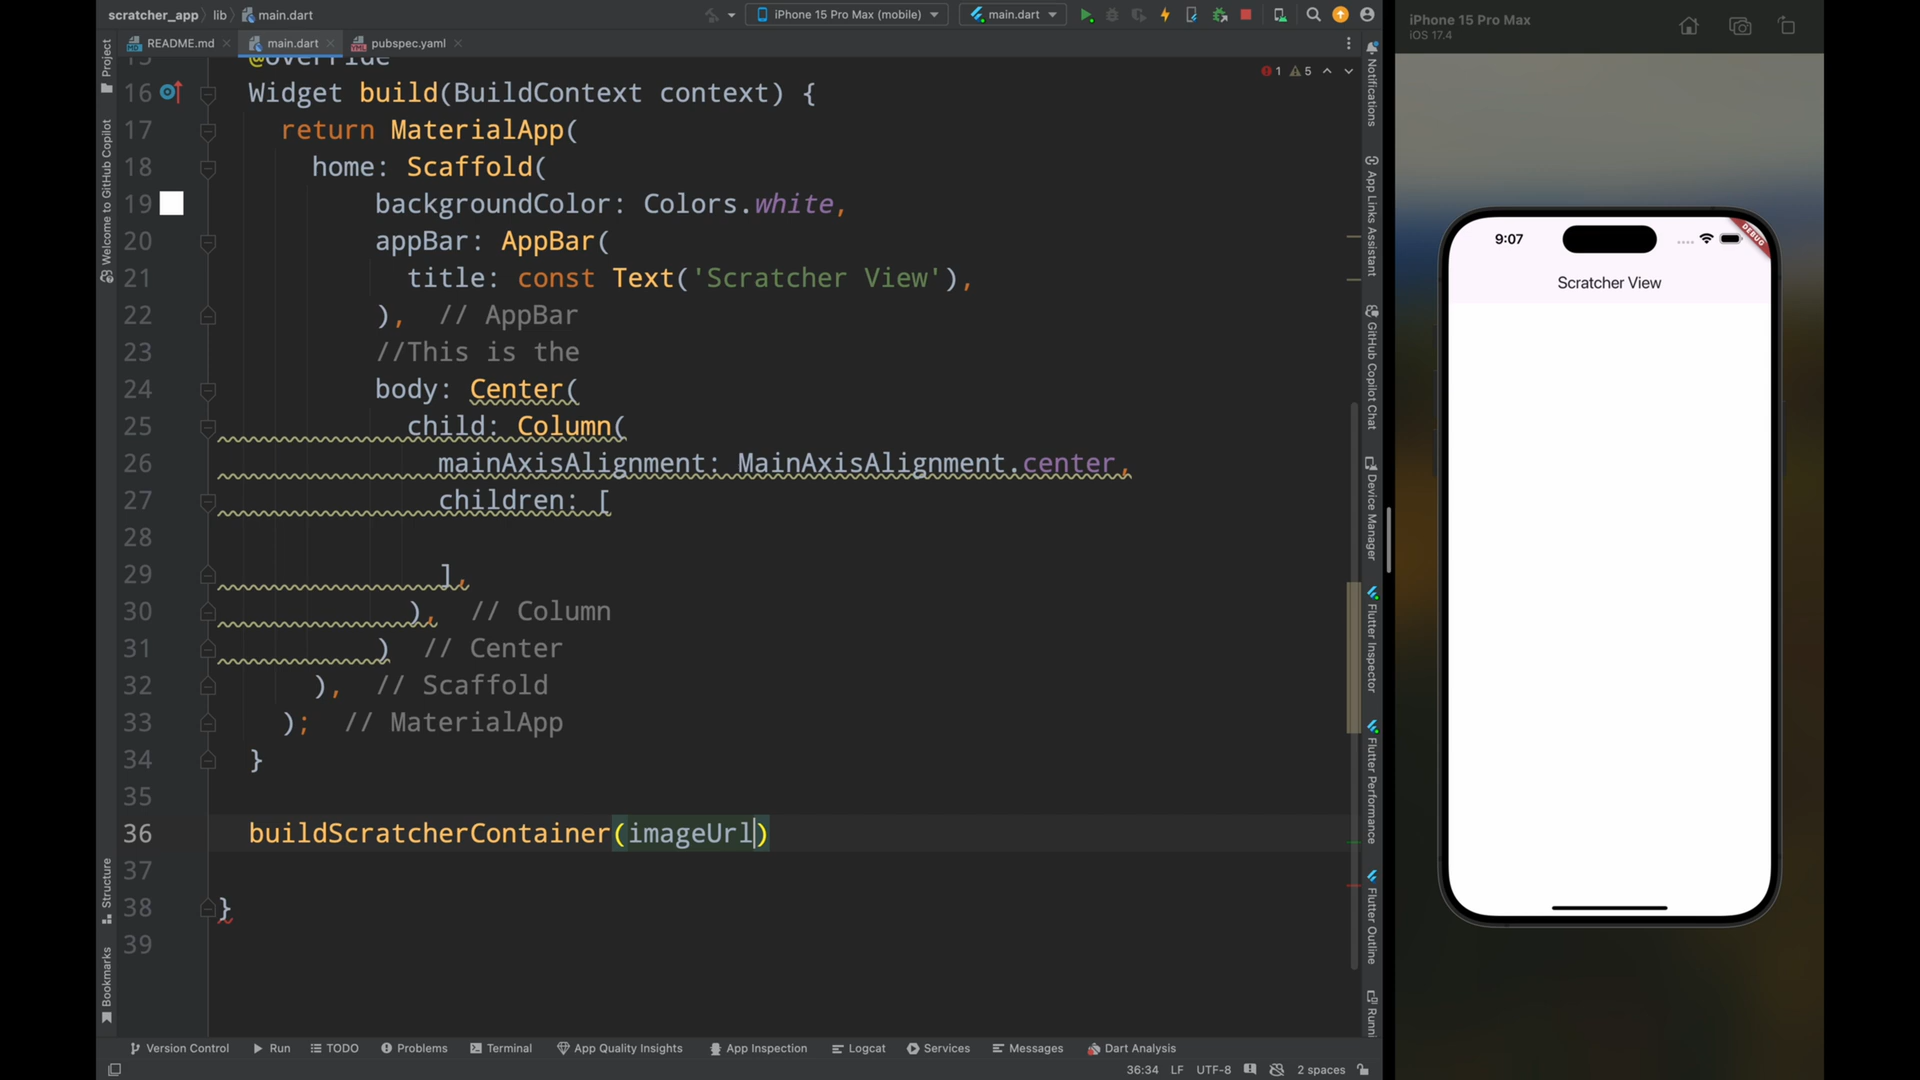 scratcher_app
lib
main.dart
iPhone 15 Pro Max (mobile)
main.dart
README.md
main.dart
pubspec.yaml
15 @override
16 Widget build(BuildContext context) {
17 return MaterialApp(
18 home: Scaffold(
19 backgroundColor: Colors.white,
20 appBar: AppBar(
21 title: const Text('Scratcher View'),
22 ), // AppBar
23 //This is the
24 body: Center(
25 child: Column(
26 mainAxisAlignment: MainAxisAlignment.center,
27 children: [
28
29 ],
30 ), // Column
31 ) // Center
32 ), // Scaffold
33 ); // MaterialApp
34 }
35
36 buildScratcherContainer(imageUrl)
37
38 }
39
1 5
Project
Welcome to GitHub Copilot
Structure
Bookmarks
Notifications
App Links Assistant
GitHub Copilot Chat
Device Manager
Flutter Inspector
Flutter Performance
Flutter Outline
Runni
Version Control
Run
TODO
Problems
Terminal
App Quality Insights
App Inspection
Logcat
Services
Messages
Dart Analysis
36:34 LF UTF-8 2 spaces
iPhone 15 Pro Max
iOS 17.4
9:07
DEBUG
Scratcher View